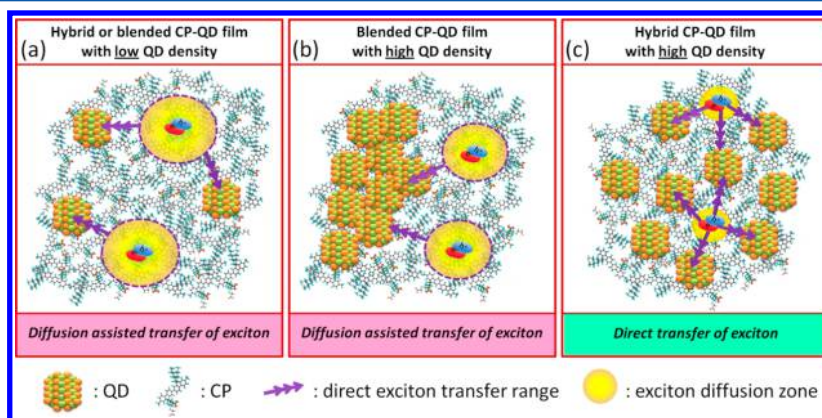 (a) Hybrid or blended CP-QD film
with low QD density
(b) Blended CP-QD film
with high QD density
(c) Hybrid CP-QD film
with high QD density
Diffusion assisted transfer of exciton
Diffusion assisted transfer of exciton
Direct transfer of exciton
: QD : CP : direct exciton transfer range : exciton diffusion zone